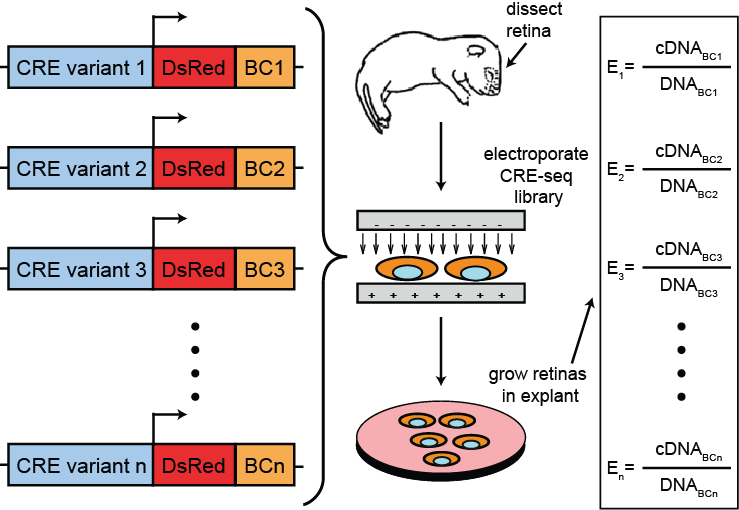 CRE variant 1 DsRed BC1
CRE variant 2 DsRed BC2
CRE variant 3 DsRed BC3
CRE variant n DsRed BCn
dissect
retina
electroporate
CRE-seq
library
- - - - - - - - -
+ + + + + + +
grow retinas
in explant
E1= cDNABC1
DNABC1
E2= cDNABC2
DNABC2
E3= cDNABC3
DNABC3
En= cDNABCn
DNABCn